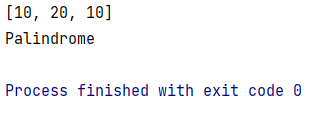 [10, 20, 10]
Palindrome
Process finished with exit code 0